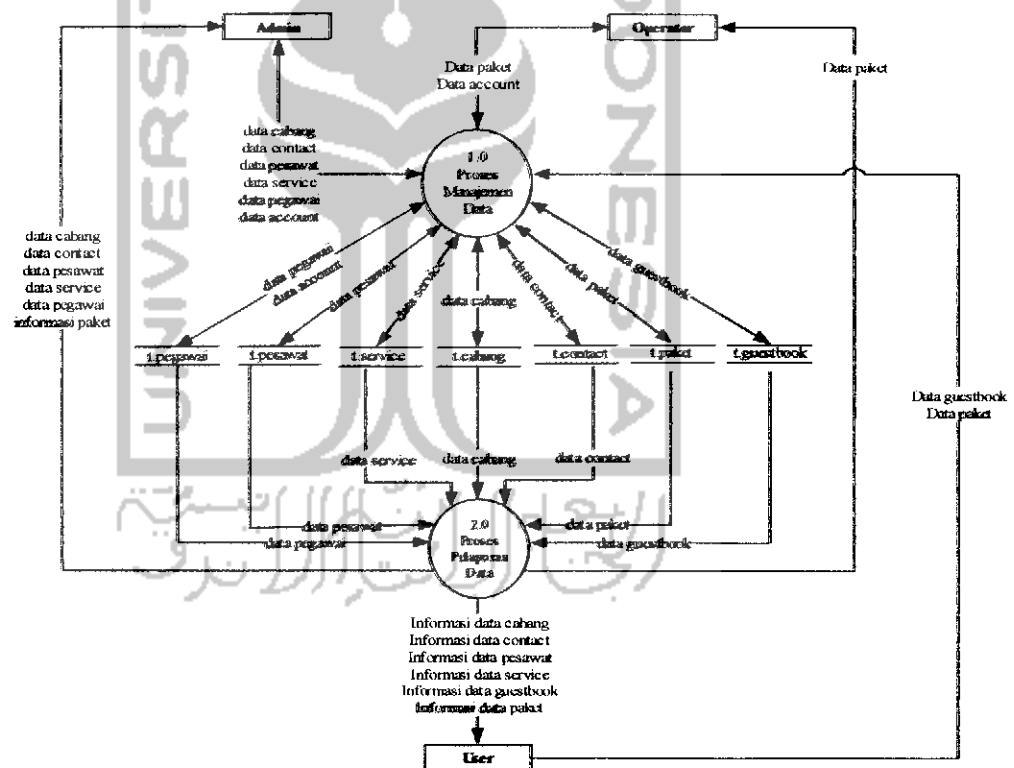 Admin
Operator
Data paket
Data account
Data paket
data cabang
data contact
data pesawat
data service
data pegawai
data account
1.0
Proses
Manajemen
Data
data cabang
data contact
data pesawat
data service
data pegawai
informasi paket
data pegawai
data account
data pesawat
data service
data cabang
data contact
data paket
data guestbook
t.pegawai
t.pesawat
t.service
t.cabang
t.contact
t.paket
t.guestbook
Data guestbook
Data paket
data service
data cabang
data contact
data pesawat
data pegawai
data paket
data guestbook
2.0
Proses
Pelaporan
Data
Informasi data cabang
Informasi data contact
Informasi data pesawat
Informasi data service
Informasi data guestbook
Informasi data paket
User